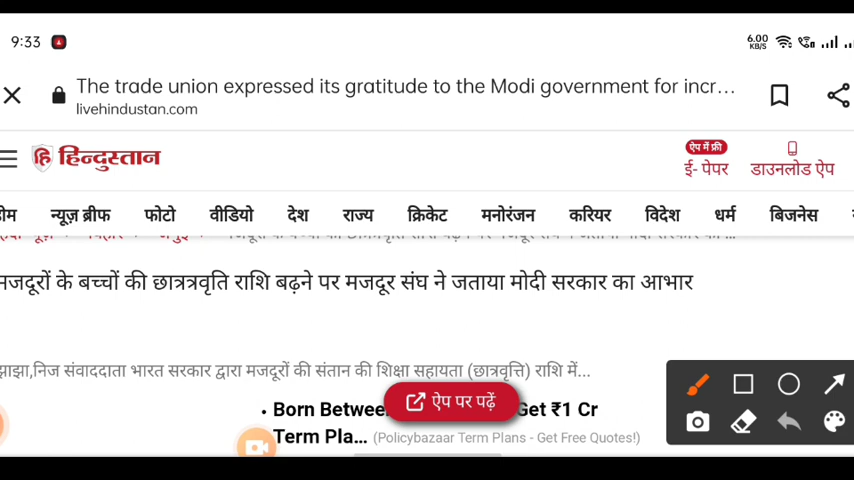 9:33
6.00
KB/S
The trade union expressed its gratitude to the Modi government for incr...
livehindustan.com
हि हिन्दुस्तान
ऐप में फ्री
ई- पेपर
डाउनलोड ऐप
होम न्यूज़ ब्रीफ फोटो वीडियो देश राज्य क्रिकेट मनोरंजन करियर विदेश धर्म बिजनेस
मजदूरों के बच्चों की छात्रत्रवृति राशि बढ़ने पर मजदूर संघ ने जताया मोदी सरकार का आभार
झाझा,निज संवाददाता भारत सरकार द्वारा मजदूरों की संतान की शिक्षा सहायता (छात्रवृत्ति) राशि में...
ऐप पर पढ़ें
• Born Betwee Get ₹1 Cr
Term Pla... (Policybazaar Term Plans - Get Free Quotes!)